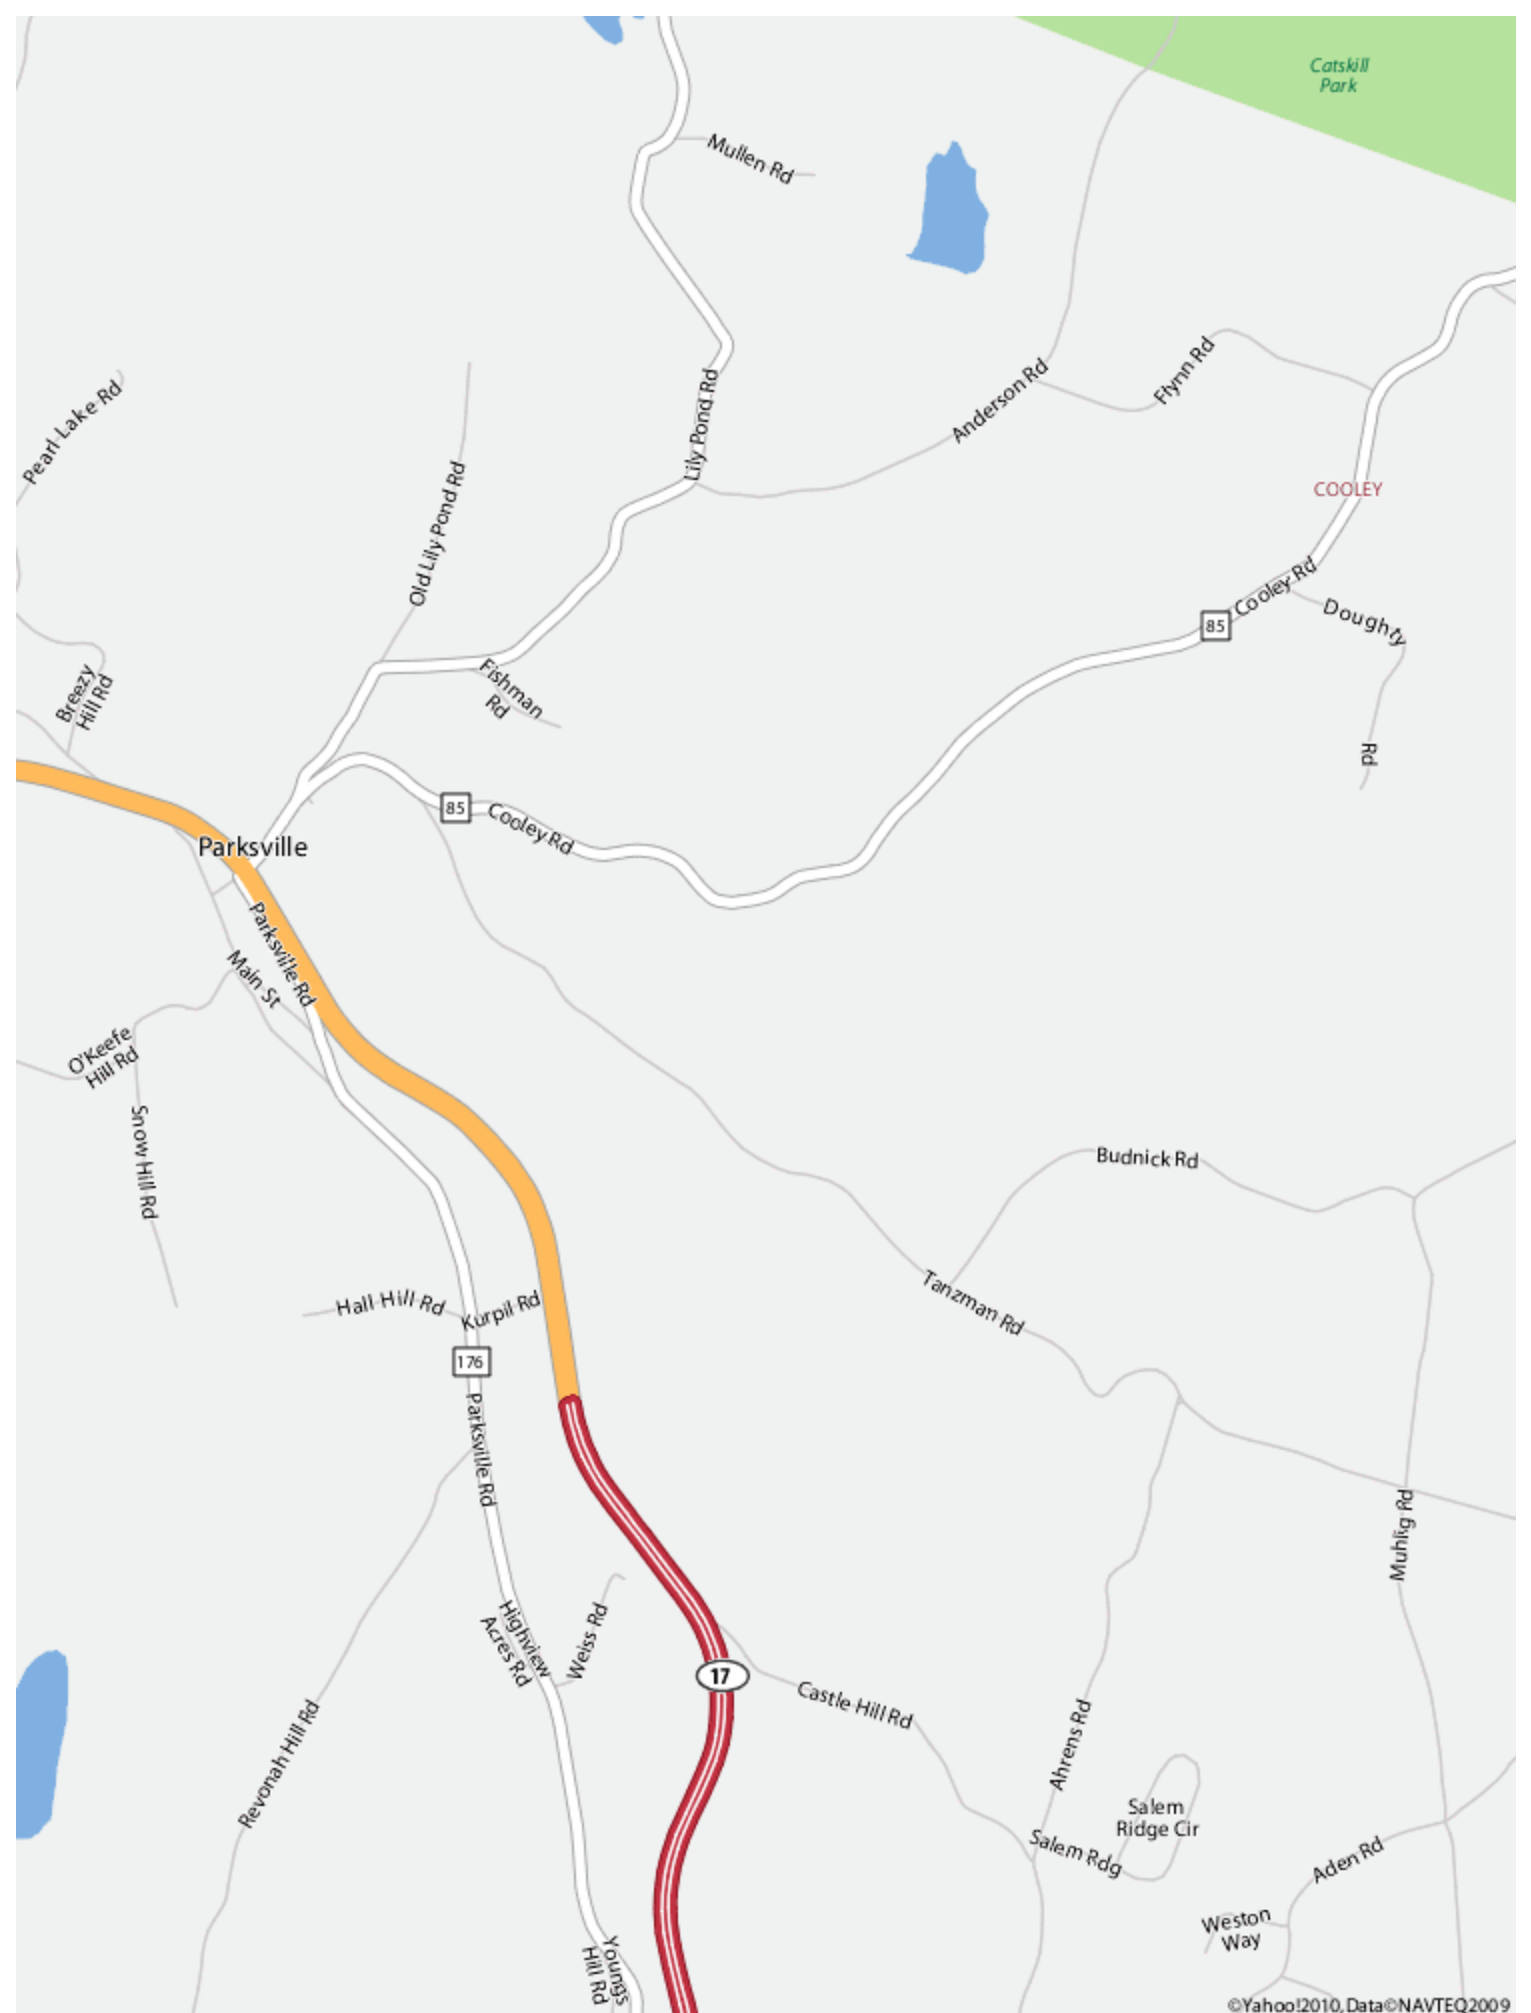 Catskill
Park
Mullen Rd
Flynn Rd
Anderson Rd
Lily Pond Rd
Pearl Lake Rd
Old Lily Pond Rd
COOLEY
Cooley Rd
85
Doughty
Rd
Fishman
Rd
Breezy
Hill Rd
85
Cooley Rd
Parksville
Parksville Rd
Main St
O'Keefe
Hill Rd
Snow Hill Rd
Budnick Rd
Tanzman Rd
Hall Hill Rd
Kurpil Rd
176
Parksville Rd
Muhlig Rd
Highview
Acres Rd
Weiss Rd
17
Castle Hill Rd
Revonah Hill Rd
Ahrens Rd
Salem
Ridge Cir
Salem Rdg
Aden Rd
Weston
Way
Youngs
Hill Rd
©Yahoo!2010, Data©NAVTEQ2009